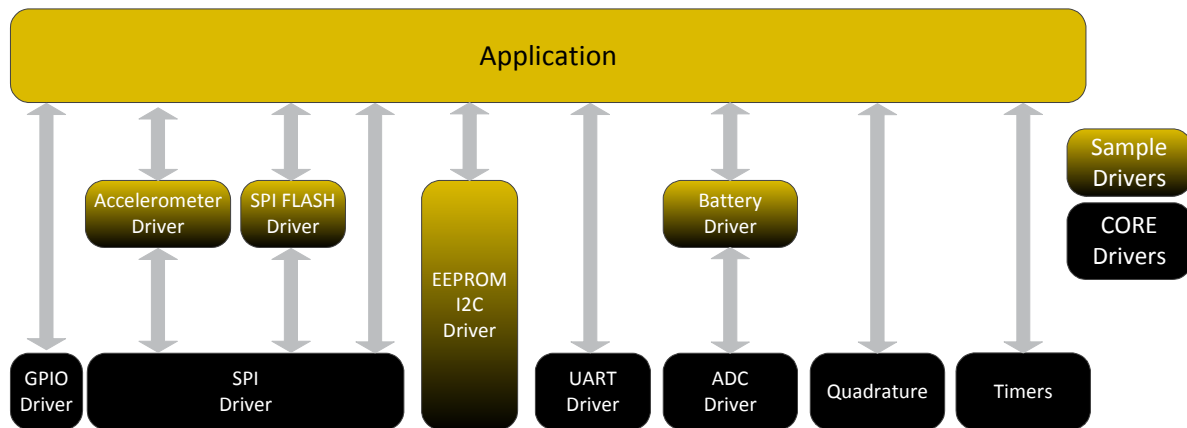 Application
Sample
Drivers
CORE
Drivers
Accelerometer
Driver
SPI FLASH
Driver
Battery
Driver
EEPROM
I2C
Driver
GPIO
Driver
SPI
Driver
UART
Driver
ADC
Driver
Quadrature
Timers